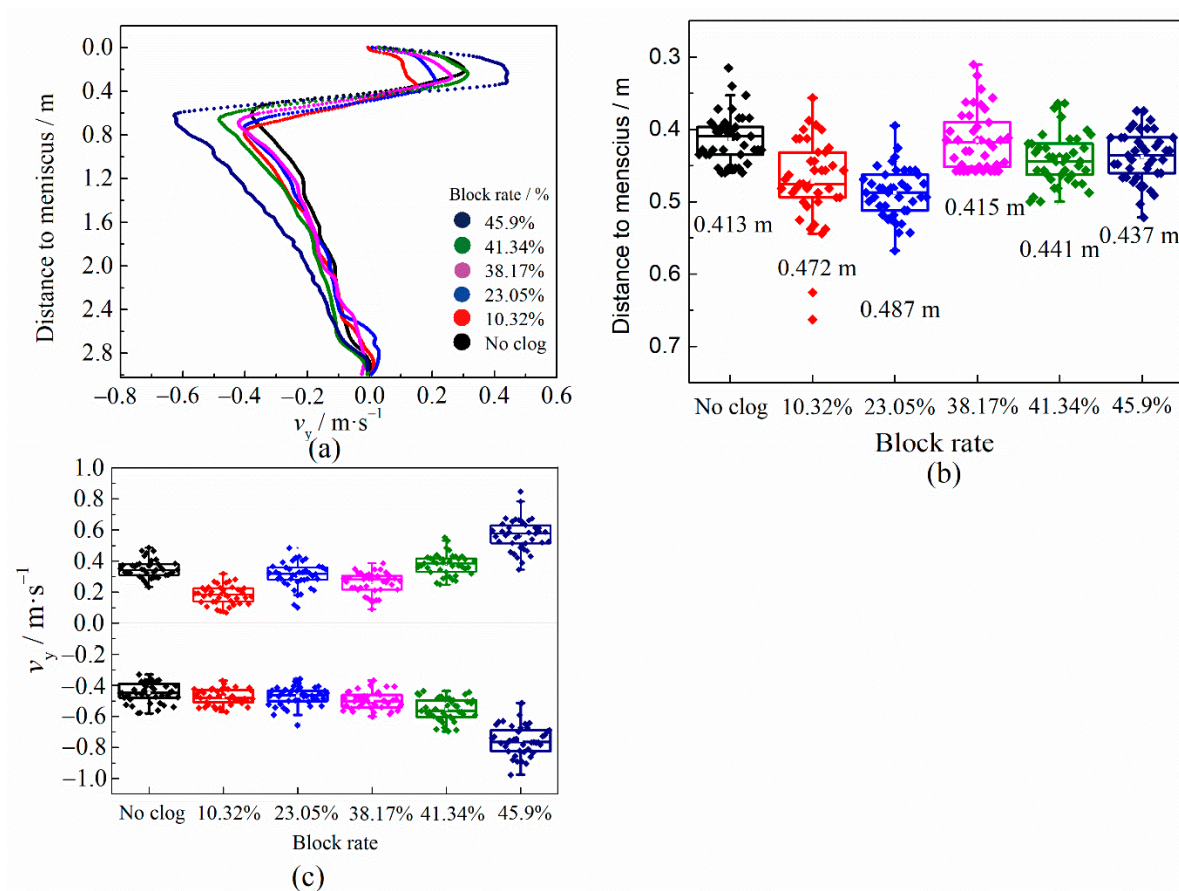 0.0
0.4
0.8
1.2
1.6
2.0
2.4
2.8
Distance to meniscus / m
Block rate / %
45.9%
41.34%
38.17%
23.05%
10.32%
No clog
–0.8 –0.6 –0.4 –0.2 0.0 0.2 0.4 0.6
vy / m·s−1
(a)
0.3
0.4
0.5
0.6
0.7
Distance to menscius / m
0.413 m
0.472 m
0.487 m
0.415 m
0.441 m
0.437 m
No clog 10.32% 23.05% 38.17% 41.34% 45.9%
Block rate
(b)
1.0
0.8
0.6
0.4
0.2
0.0
–0.2
–0.4
–0.6
–0.8
–1.0
vy / m·s−1
No clog 10.32% 23.05% 38.17% 41.34% 45.9%
Block rate
(c)